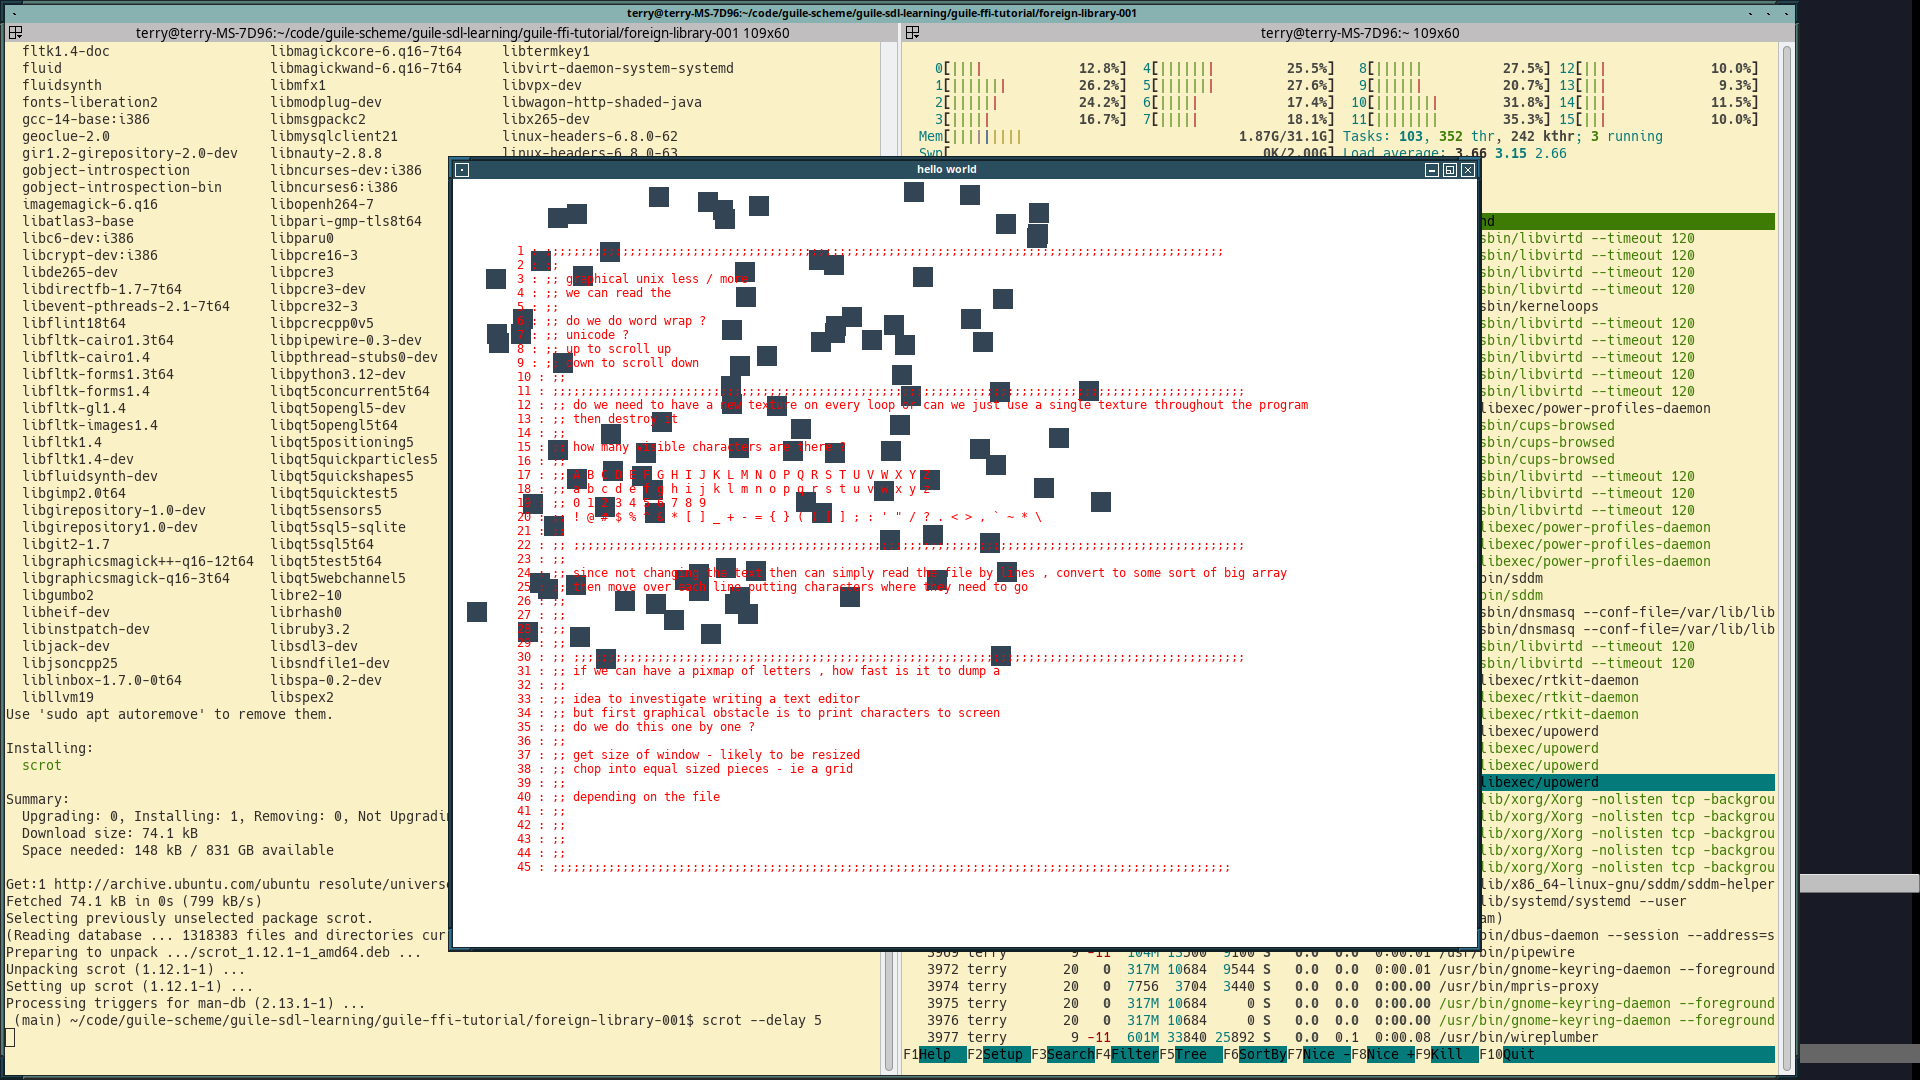 terry@terry-MS-7D96:~/code/guile-scheme/guile-sdl-learning/guile-ffi-tutorial/foreign-library-001
terry@terry-MS-7D96:~/code/guile-scheme/guile-sdl-learning/guile-ffi-tutorial/foreign-library-001 109x60
fltk1.4-doc libmagickcore-6.q16-7t64 libtermkey1
fluid libmagickwand-6.q16-7t64 libvirt-daemon-system-systemd
fluidsynth libmfx1 libvpx-dev
fonts-liberation2 libmodplug-dev libwagon-http-shaded-java
gcc-14-base:i386 libmsgpackc2 libx265-dev
geoclue-2.0 libmysqlclient21 linux-headers-6.8.0-62
gir1.2-girepository-2.0-dev libnauty-2.8.8 linux-headers-6.8.0-63
gobject-introspection libncurses-dev:i386
gobject-introspection-bin libncurses6:i386
imagemagick-6.q16 libopenh264-7
libatlas3-base libpari-gmp-tls8t64
libc6-dev:i386 libparu0
libcrypt-dev:i386 libpcre16-3
libde265-dev libpcre3
libdirectfb-1.7-7t64 libpcre3-dev
libevent-pthreads-2.1-7t64 libpcre32-3
libflint18t64 libpcrecpp0v5
libfltk-cairo1.3t64 libpipewire-0.3-dev
libfltk-cairo1.4 libpthread-stubs0-dev
libfltk-forms1.3t64 libpython3.12-dev
libfltk-forms1.4 libqt5concurrent5t64
libfltk-gl1.4 libqt5opengl5-dev
libfltk-images1.4 libqt5opengl5t64
libfltk1.4 libqt5positioning5
libfltk1.4-dev libqt5quickparticles5
libfluidsynth-dev libqt5quickshapes5
libgimp2.0t64 libqt5quicktest5
libgirepository-1.0-dev libqt5sensors5
libgirepository1.0-dev libqt5sql5-sqlite
libgit2-1.7 libqt5sql5t64
libgraphicsmagick++-q16-12t64 libqt5test5t64
libgraphicsmagick-q16-3t64 libqt5webchannel5
libgumbo2 libre2-10
libheif-dev librhash0
libinstpatch-dev libruby3.2
libjack-dev libsdl3-dev
libjsoncpp25 libsndfile1-dev
liblinbox-1.7.0-0t64 libspa-0.2-dev
libllvm19 libspex2
Use 'sudo apt autoremove' to remove them.
Installing:
scrot
Summary:
Upgrading: 0, Installing: 1, Removing: 0, Not Upgradi
Download size: 74.1 kB
Space needed: 148 kB / 831 GB available
Get:1 http://archive.ubuntu.com/ubuntu resolute/univers
Fetched 74.1 kB in 0s (799 kB/s)
Selecting previously unselected package scrot.
(Reading database ... 1318383 files and directories cur
Preparing to unpack .../scrot_1.12.1-1_amd64.deb ...
Unpacking scrot (1.12.1-1) ...
Setting up scrot (1.12.1-1) ...
Processing triggers for man-db (2.13.1-1) ...
(main) ~/code/guile-scheme/guile-sdl-learning/guile-ffi-tutorial/foreign-library-001$ scrot --delay 5
terry@terry-MS-7D96:~ 109x60
0[|||| 12.8%] 4[||||||| 25.5%] 8[|||||| 27.5%] 12[||| 10.0%]
1[||||||| 26.2%] 5[||||||| 27.6%] 9[|||||| 20.7%] 13[||| 9.3%]
2[|||||| 24.2%] 6[||||| 17.4%] 10[|||||||| 31.8%] 14[||| 11.5%]
3[||||| 16.7%] 7[||||| 18.1%] 11[|||||||| 35.3%] 15[||| 10.0%]
Mem[|||||||||| 1.87G/31.1G] Tasks: 103, 352 thr, 242 kthr; 3 running
Swp[ 0K/2.00G] Load average: 3.66 3.15 2.66
hello world
1 : ;;;;;;;;;;;;;;;;;;;;;;;;;;;;;;;;;;;;;;;;;;;;;;;;;;;;;;;;;;;;;;;;;;;;;;;;;;;;;;;;;;;;;;;;;;;;;;;;
2 : ;;
3 : ;; graphical unix less / more
4 : ;; we can read the
5 : ;;
6 : ;; do we do word wrap ?
7 : ;; unicode ?
8 : ;; up to scroll up
9 : ;; down to scroll down
10 : ;;
11 : ;;;;;;;;;;;;;;;;;;;;;;;;;;;;;;;;;;;;;;;;;;;;;;;;;;;;;;;;;;;;;;;;;;;;;;;;;;;;;;;;;;;;;;;;;;;;;;;;;;
12 : ;; do we need to have a new texture on every loop or can we just use a single texture throughout the program
13 : ;; then destroy it
14 : ;;
15 : ;; how many visible characters are there ?
16 : ;;
17 : ;; A B C D E F G H I J K L M N O P Q R S T U V W X Y Z
18 : ;; a b c d e f g h i j k l m n o p q r s t u v w x y z
19 : ;; 0 1 2 3 4 5 6 7 8 9
20 : ;; ! @ # $ % ^ & * [ ] _ + - = { } ( ) [ ] ; : ' " / ? . < > , ` ~ * \
21 : ;;
22 : ;; ;;;;;;;;;;;;;;;;;;;;;;;;;;;;;;;;;;;;;;;;;;;;;;;;;;;;;;;;;;;;;;;;;;;;;;;;;;;;;;;;;;;;;;;;;;;;;;;;
23 : ;;
24 : ;; since not changing the text then can simply read the file by lines , convert to some sort of big array
25 : ;; then move over each line putting characters where they need to go
26 : ;;
27 : ;;
28 : ;;
29 : ;;
30 : ;; ;;;;;;;;;;;;;;;;;;;;;;;;;;;;;;;;;;;;;;;;;;;;;;;;;;;;;;;;;;;;;;;;;;;;;;;;;;;;;;;;;;;;;;;;;;;;;;;;
31 : ;; if we can have a pixmap of letters , how fast is it to dump a
32 : ;;
33 : ;; idea to investigate writing a text editor
34 : ;; but first graphical obstacle is to print characters to screen
35 : ;; do we do this one by one ?
36 : ;;
37 : ;; get size of window - likely to be resized
38 : ;; chop into equal sized pieces - ie a grid
39 : ;;
40 : ;; depending on the file
41 : ;;
42 : ;;
43 : ;;
44 : ;;
45 : ;;;;;;;;;;;;;;;;;;;;;;;;;;;;;;;;;;;;;;;;;;;;;;;;;;;;;;;;;;;;;;;;;;;;;;;;;;;;;;;;;;;;;;;;;;;;;;;;;
nd
sbin/libvirtd --timeout 120
sbin/libvirtd --timeout 120
sbin/libvirtd --timeout 120
sbin/libvirtd --timeout 120
sbin/kerneloops
sbin/libvirtd --timeout 120
sbin/libvirtd --timeout 120
sbin/libvirtd --timeout 120
sbin/libvirtd --timeout 120
sbin/libvirtd --timeout 120
libexec/power-profiles-daemon
sbin/cups-browsed
sbin/cups-browsed
sbin/cups-browsed
sbin/libvirtd --timeout 120
sbin/libvirtd --timeout 120
sbin/cups-browsed
libexec/power-profiles-daemon
libexec/power-profiles-daemon
libexec/power-profiles-daemon
bin/sddm
bin/sddm
sbin/dnsmasq --conf-file=/var/lib/lib
sbin/dnsmasq --conf-file=/var/lib/lib
sbin/libvirtd --timeout 120
sbin/libvirtd --timeout 120
libexec/rtkit-daemon
libexec/rtkit-daemon
libexec/rtkit-daemon
libexec/upowerd
libexec/upowerd
libexec/upowerd
libexec/upowerd
lib/xorg/Xorg -nolisten tcp -backgrou
lib/xorg/Xorg -nolisten tcp -backgrou
lib/xorg/Xorg -nolisten tcp -backgrou
lib/xorg/Xorg -nolisten tcp -backgrou
lib/xorg/Xorg -nolisten tcp -backgrou
lib/x86_64-linux-gnu/sddm/sddm-helper
lib/systemd/systemd --user
am)
bin/dbus-daemon --session --address=s
3969 terry 9 -11 104M 15500 9100 S 0.0 0.0 0:00.01 /usr/bin/pipewire
3972 terry 20 0 317M 10684 9544 S 0.0 0.0 0:00.01 /usr/bin/gnome-keyring-daemon --foreground
3974 terry 20 0 7756 3704 3440 S 0.0 0.0 0:00.00 /usr/bin/mpris-proxy
3975 terry 20 0 317M 10684 0 S 0.0 0.0 0:00.00 /usr/bin/gnome-keyring-daemon --foreground
3976 terry 20 0 317M 10684 0 S 0.0 0.0 0:00.00 /usr/bin/gnome-keyring-daemon --foreground
3977 terry 9 -11 601M 33840 25892 S 0.0 0.1 0:00.08 /usr/bin/wireplumber
F1Help F2Setup F3SearchF4FilterF5Tree F6SortByF7Nice -F8Nice +F9Kill F10Quit